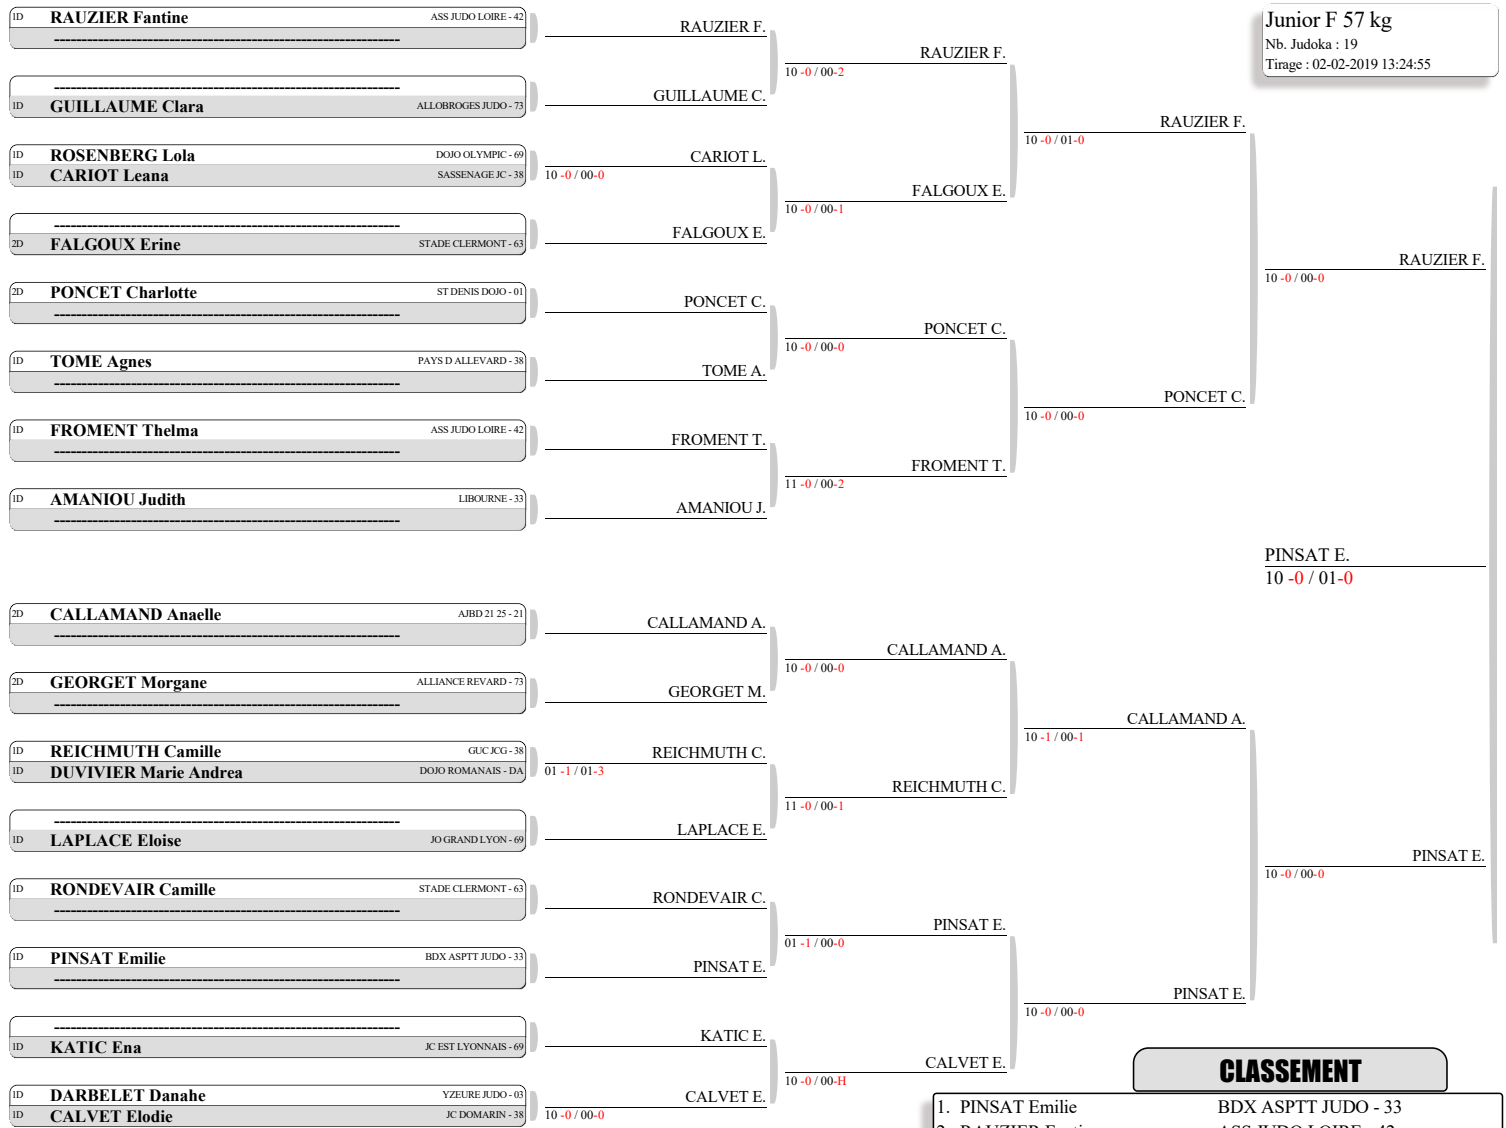 1D RAUZIER Fantine ASS JUDO LOIRE - 42
------------------------------------------------------------
------------------------------------------------------------
1D GUILLAUME Clara ALLOBROGES JUDO - 73
1D ROSENBERG Lola DOJO OLYMPIC - 69
1D CARIOT Leana SASSENAGE JC - 38
------------------------------------------------------------
2D FALGOUX Erine STADE CLERMONT - 63
2D PONCET Charlotte ST DENIS DOJO - 01
------------------------------------------------------------
1D TOME Agnes PAYS D ALLEVARD - 38
------------------------------------------------------------
1D FROMENT Thelma ASS JUDO LOIRE - 42
------------------------------------------------------------
1D AMANIOU Judith LIBOURNE - 33
------------------------------------------------------------
2D CALLAMAND Anaelle AJBD 21 25 - 21
------------------------------------------------------------
2D GEORGET Morgane ALLIANCE REVARD - 73
------------------------------------------------------------
1D REICHMUTH Camille GUC JCG - 38
1D DUVIVIER Marie Andrea DOJO ROMANAIS - DA
------------------------------------------------------------
1D LAPLACE Eloise JO GRAND LYON - 69
1D RONDEVAIR Camille STADE CLERMONT - 63
------------------------------------------------------------
1D PINSAT Emilie BDX ASPTT JUDO - 33
------------------------------------------------------------
------------------------------------------------------------
1D KATIC Ena JC EST LYONNAIS - 69
1D DARBELET Danahe YZEURE JUDO - 03
1D CALVET Elodie JC DOMARIN - 38
RAUZIER F.
GUILLAUME C.
CARIOT L.
10 -0 / 00-0
FALGOUX E.
PONCET C.
TOME A.
FROMENT T.
AMANIOU J.
CALLAMAND A.
GEORGET M.
REICHMUTH C.
01 -1 / 01-3
LAPLACE E.
RONDEVAIR C.
PINSAT E.
KATIC E.
CALVET E.
10 -0 / 00-0
RAUZIER F.
10 -0 / 00-2
FALGOUX E.
10 -0 / 00-1
PONCET C.
10 -0 / 00-0
FROMENT T.
11 -0 / 00-2
CALLAMAND A.
10 -0 / 00-0
REICHMUTH C.
11 -0 / 00-1
PINSAT E.
01 -1 / 00-0
CALVET E.
10 -0 / 00-H
RAUZIER F.
10 -0 / 01-0
PONCET C.
10 -0 / 00-0
CALLAMAND A.
10 -1 / 00-1
PINSAT E.
10 -0 / 00-0
Junior F 57 kg
Nb. Judoka : 19
Tirage : 02-02-2019 13:24:55
RAUZIER F.
10 -0 / 00-0
PINSAT E.
10 -0 / 01-0
PINSAT E.
10 -0 / 00-0
CLASSEMENT
1. PINSAT Emilie BDX ASPTT JUDO - 33